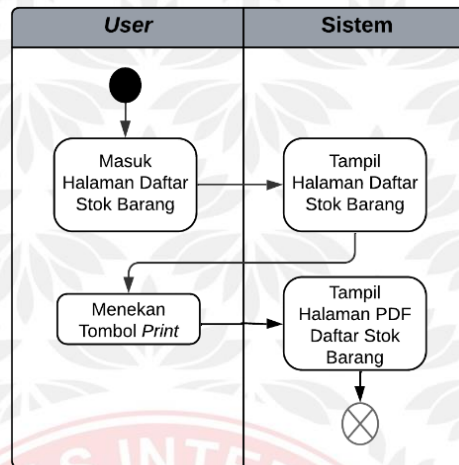 User
Sistem
Masuk
Halaman Daftar
Stok Barang
Tampil
Halaman Daftar
Stok Barang
Menekan
Tombol Print
Tampil
Halaman PDF
Daftar Stok
Barang